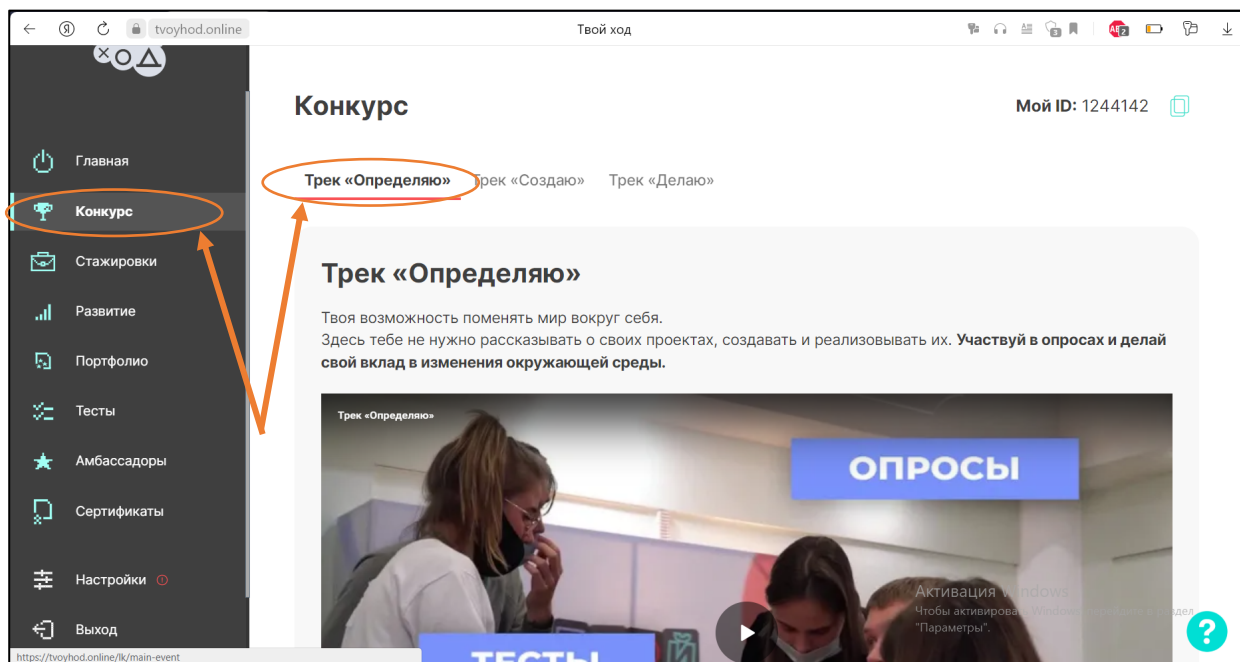 tvoyhod.online
Твой ход
Конкурс
Мой ID: 1244142
Главная
Конкурс
Стажировки
Развитие
Портфолио
Тесты
Амбассадоры
Сертификаты
Настройки
Выход
Трек «Определяю» Трек «Создаю» Трек «Делаю»
Трек «Определяю»
Твоя возможность поменять мир вокруг себя.
Здесь тебе не нужно рассказывать о своих проектах, создавать и реализовывать их. Участвуй в опросах и делай
свой вклад в изменения окружающей среды.
Трек «Определяю»
ОПРОСЫ
ТЕСТЫ
Активация Windows
Чтобы активировать Windows
"Параметры".
?
https://tvoyhod.online/lk/main-event